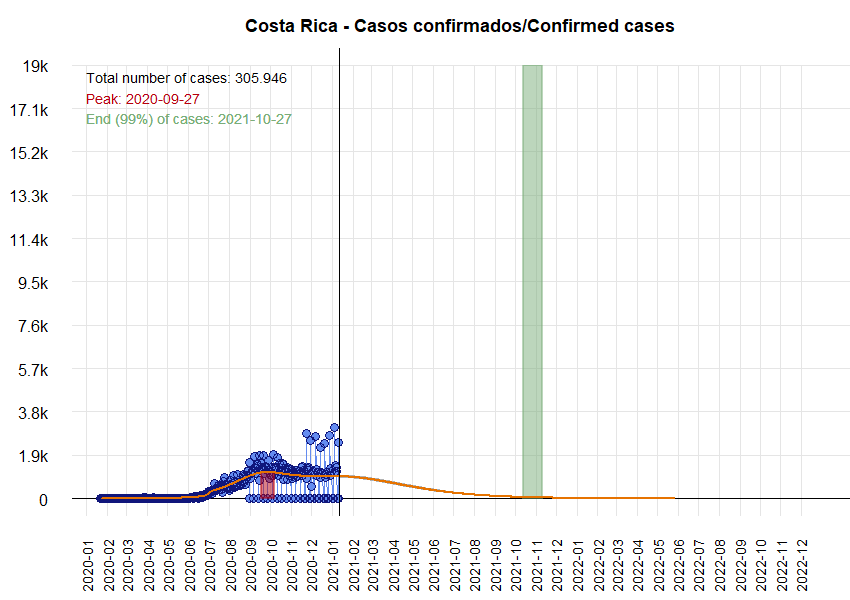 Costa Rica - Casos confirmados/Confirmed cases
19k
17.1k
15.2k
13.3k
11.4k
9.5k
7.6k
5.7k
3.8k
1.9k
0
Total number of cases: 305.946
Peak: 2020-09-27
End (99%) of cases: 2021-10-27
2020-01
2020-02
2020-03
2020-04
2020-05
2020-06
2020-07
2020-08
2020-09
2020-10
2020-11
2020-12
2021-01
2021-02
2021-03
2021-04
2021-05
2021-06
2021-07
2021-08
2021-09
2021-10
2021-11
2021-12
2022-01
2022-02
2022-03
2022-04
2022-05
2022-06
2022-07
2022-08
2022-09
2022-10
2022-11
2022-12